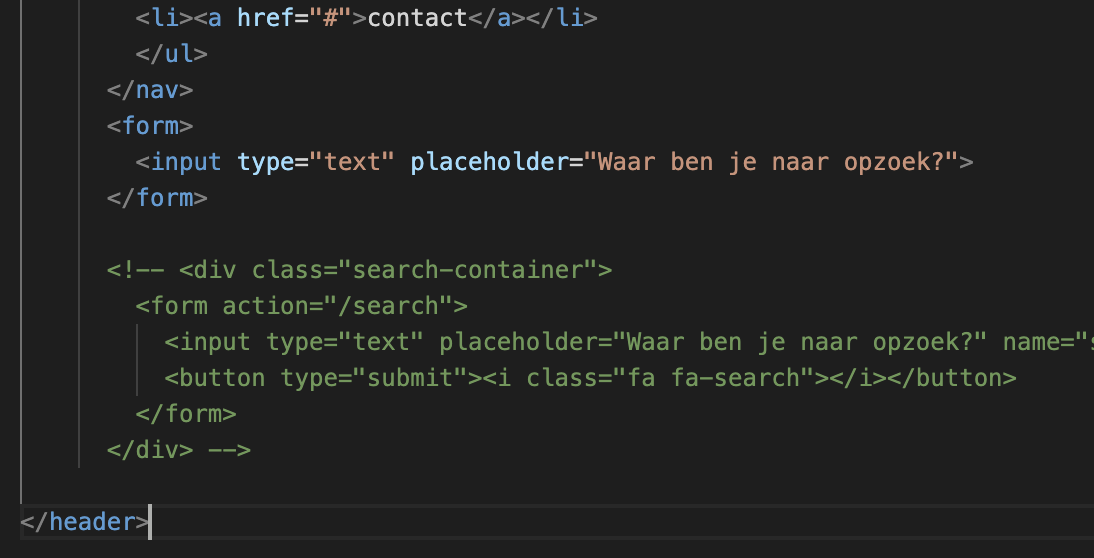 <li><a href="#">contact</a></li>
</ul>
</nav>
<form>
<input type="text" placeholder="Waar ben je naar opzoek?">
</form>
<!-- <div class="search-container">
<form action="/search">
<input type="text" placeholder="Waar ben je naar opzoek?" name="
<button type="submit"><i class="fa fa-search"></i></button>
</form>
</div> -->
</header>